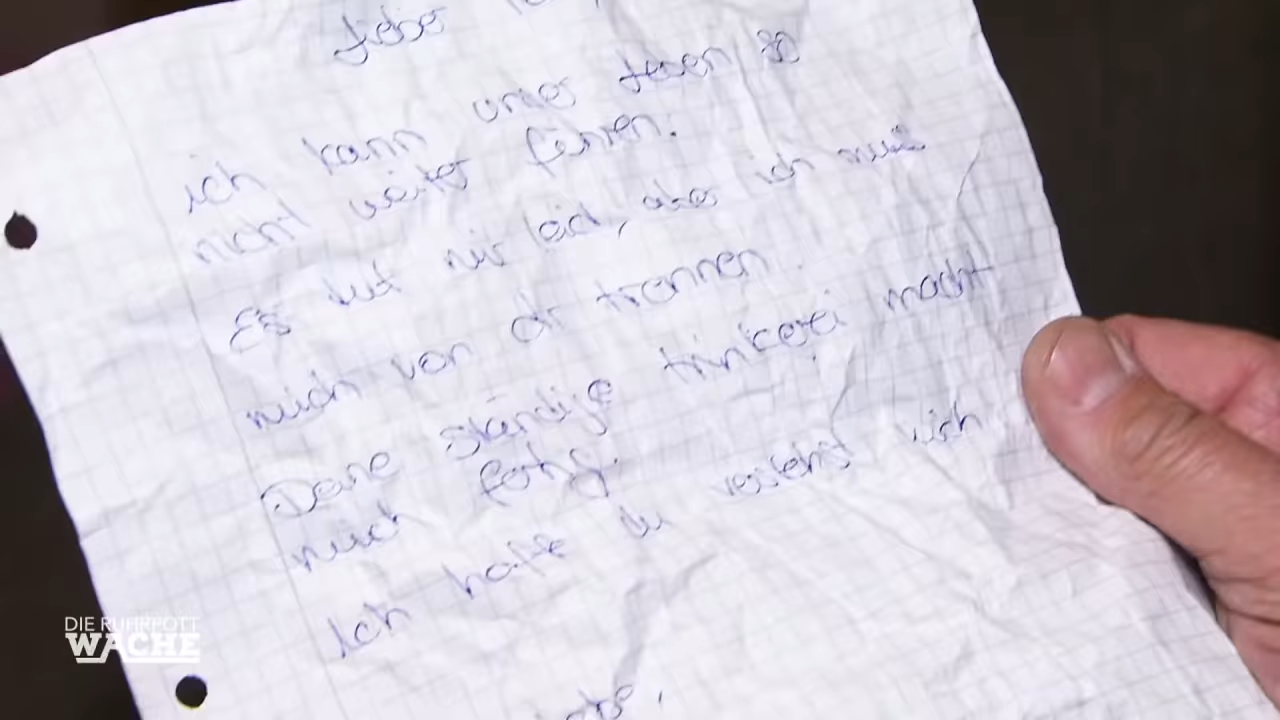 Lieber
ich kann unser Leben so
nicht weiter führen.
Es tut mir leid, aber ich muss
mich von dir trennen.
Deine ständige trinkerei macht
mich fertig.
Ich hoffe du verstehst mich
DIE RUHRPOTT
WACHE